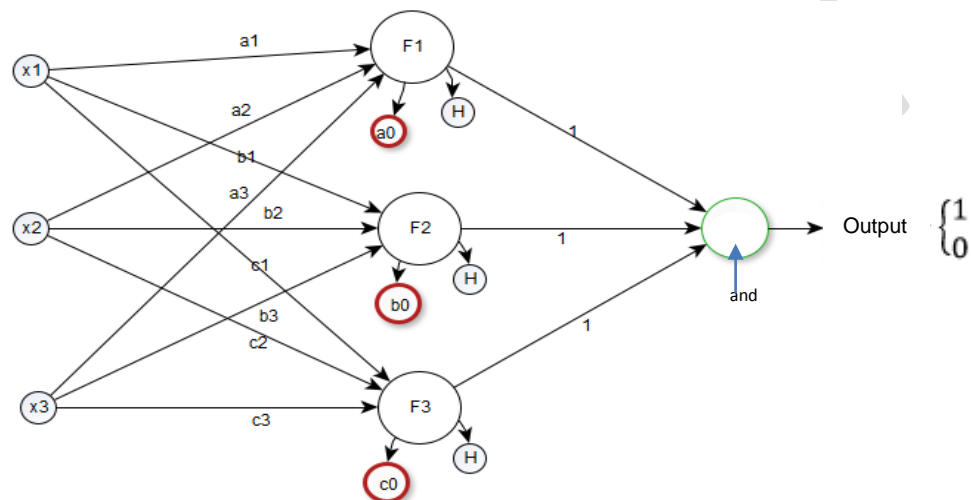 a1
F1
x1
a2
H
a0
1
b1
a3
b2
x2
F2
1
Output
{1
0
c1
H
and
b0
b3
c2
1
x3
F3
c3
H
c0